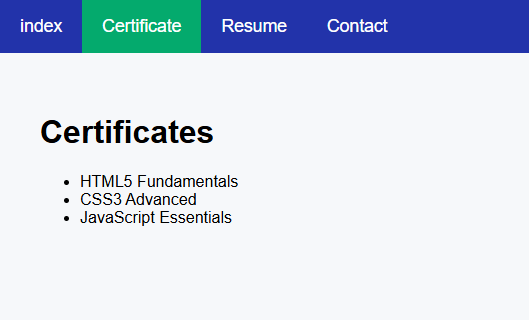 index Certificate Resume Contact
Certificates
HTML5 Fundamentals
CSS3 Advanced
JavaScript Essentials